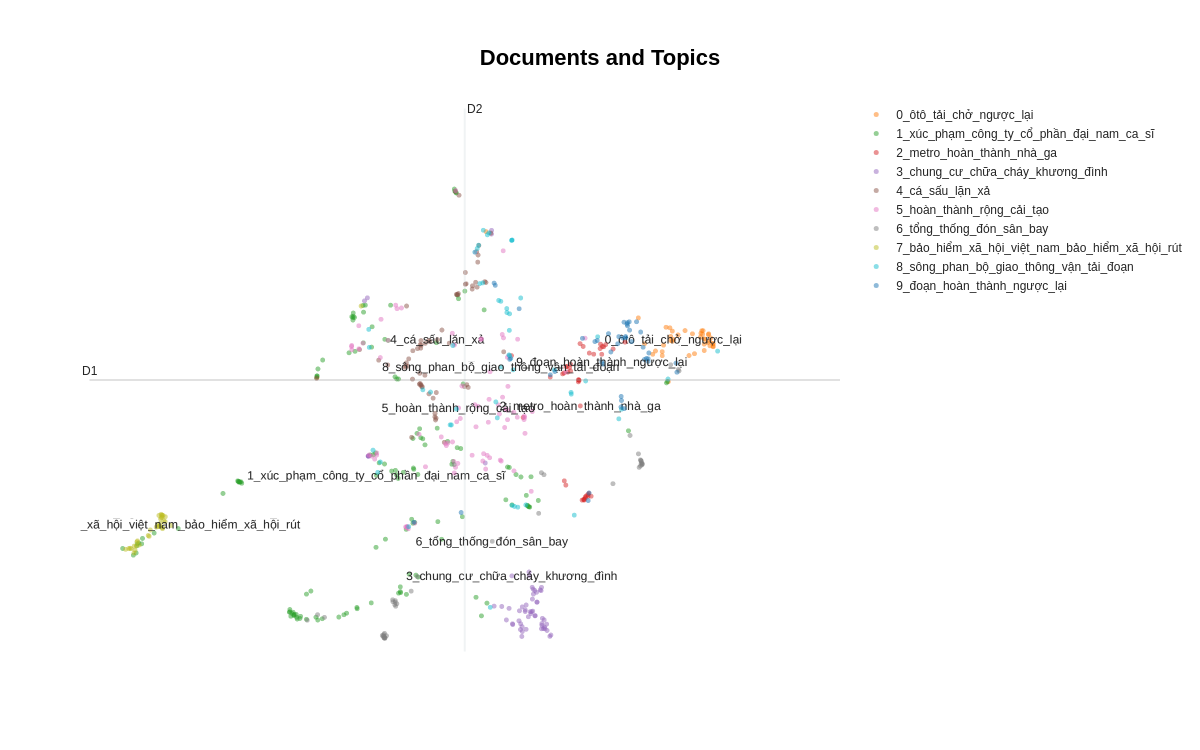 Documents and Topics
D2
0_ôtô_tải_chở_ngược_lại
1_xúc_phạm_công_ty_cổ_phần_đại_nam_ca_sĩ
2_metro_hoàn_thành_nhà_ga
3_chung_cư_chữa_cháy_khương_đình
4_cá_sấu_lặn_xả
5_hoàn_thành_rộng_cải_tạo
6_tổng_thống_đón_sân_bay
7_bảo_hiểm_xã_hội_việt_nam_bảo_hiểm_xã_hội_rút
8_sông_phan_bộ_giao_thông_vận_tải_đoạn
9_đoạn_hoàn_thành_ngược_lại
4_cá_sấu_lặn_xả
0_ôtô_tải_chở_ngược_lại
9_đoạn_hoàn_thành_ngược_lại
8_sông_phan_bộ_giao_thông_vận_tải_đoạn
D1
5_hoàn_thành_rộng_cải_tạo
2_metro_hoàn_thành_nhà_ga
1_xúc_phạm_công_ty_cổ_phần_đại_nam_ca_sĩ
_xã_hội_việt_nam_bảo_hiểm_xã_hội_rút
6_tổng_thống_đón_sân_bay
3_chung_cư_chữa_cháy_khương_đình